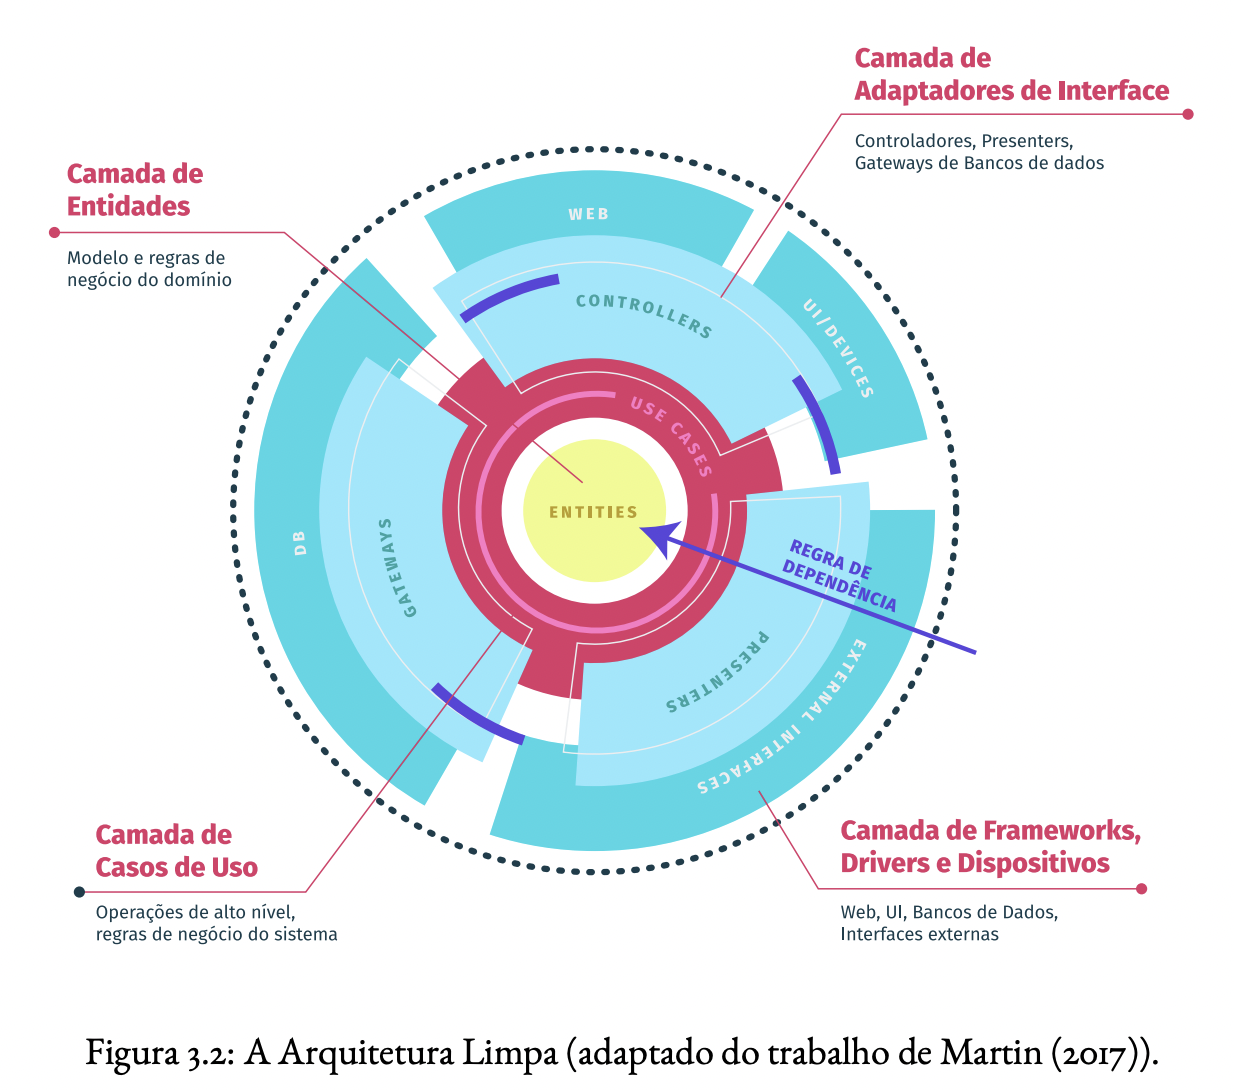 Camada de
Adaptadores de Interface
Controladores, Presenters,
Gateways de Bancos de dados
Camada de
Entidades
Modelo e regras de
negócio do domínio
WEB
UI/DEVICES
CONTROLLERS
USE CASES
ENTITIES
DB
GATEWAYS
REGRA DE
DEPENDÊNCIA
PRESENTERS
EXTERNAL INTERFACES
Camada de
Casos de Uso
Operações de alto nível,
regras de negócio do sistema
Camada de Frameworks,
Drivers e Dispositivos
Web, UI, Bancos de Dados,
Interfaces externas
Figura 3.2: A Arquitetura Limpa (adaptado do trabalho de Martin (2017)).